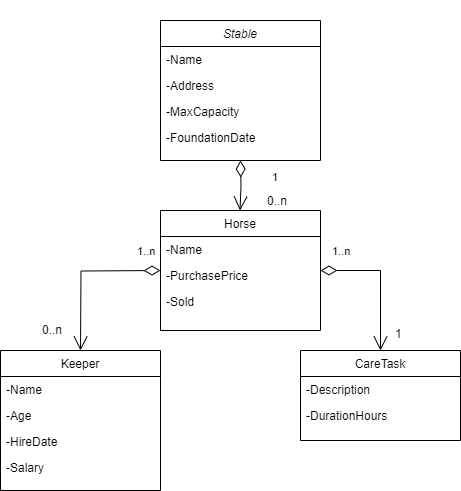 Stable
-Name
-Address
-MaxCapacity
-FoundationDate
1
0..n
Horse
-Name
-PurchasePrice
-Sold
1..n
1..n
0..n
1
Keeper
-Name
-Age
-HireDate
-Salary
CareTask
-Description
-DurationHours